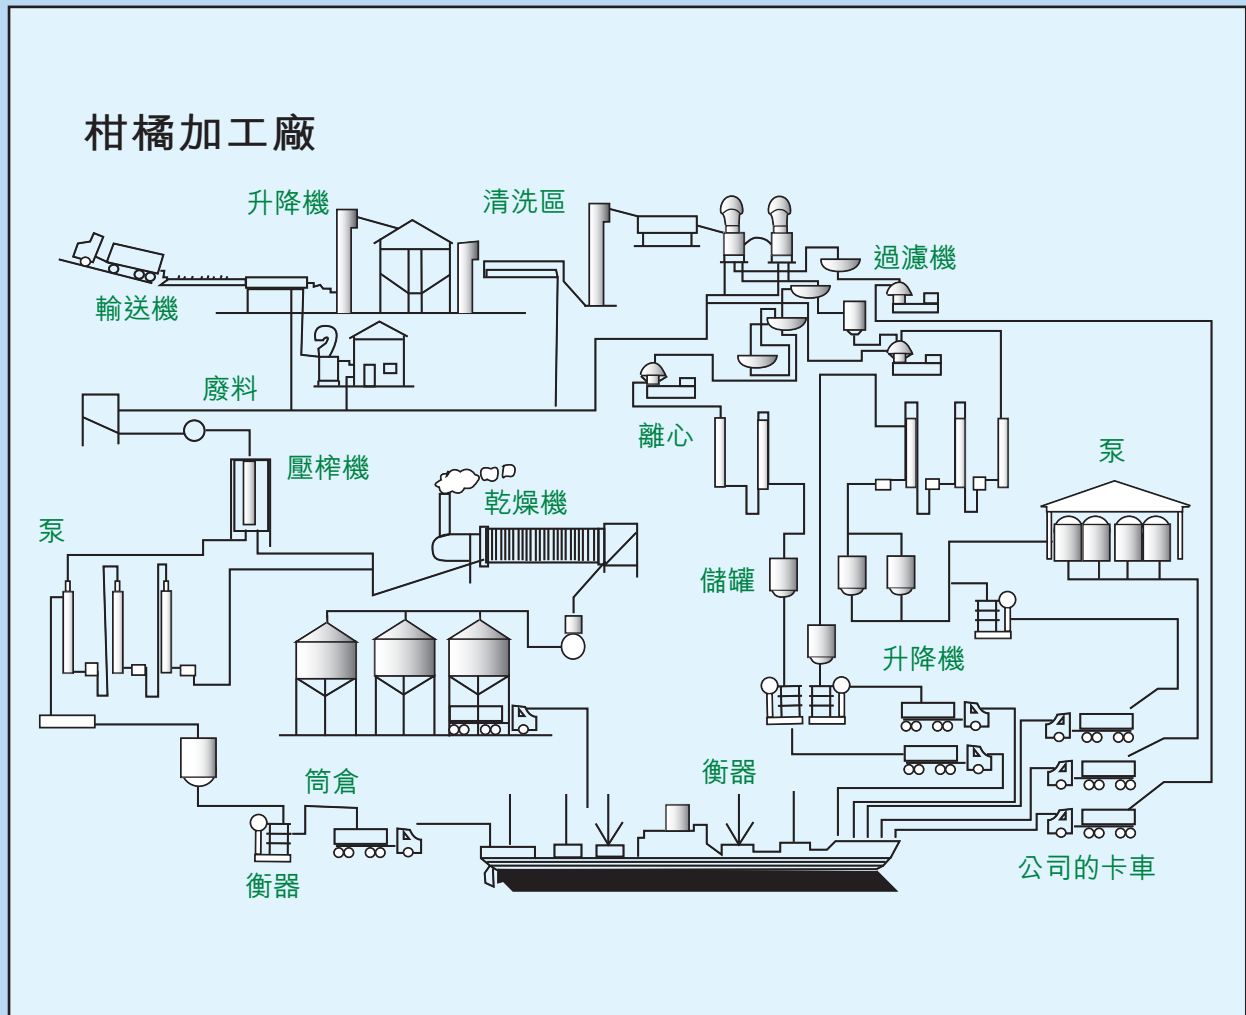 柑橘加工廠
升降機
清洗區
過濾機
輸送機
廢料
離心
泵
壓榨機
乾燥機
泵
儲罐
升降機
筒倉
衡器
公司的卡車
衡器